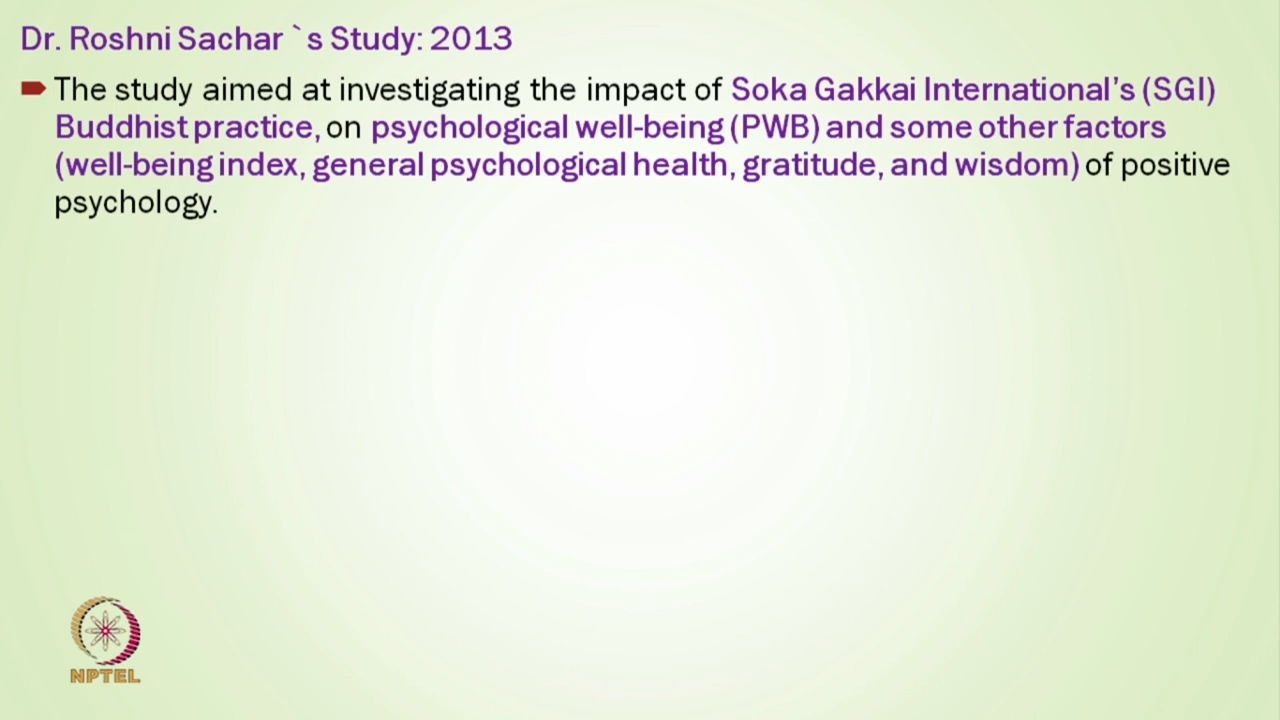 Dr. Roshni Sachar `s Study: 2013
The study aimed at investigating the impact of Soka Gakkai International's (SGI)
Buddhist practice, on psychological well-being (PWB) and some other factors
(well-being index, general psychological health, gratitude, and wisdom) of positive
psychology.
NPTEL